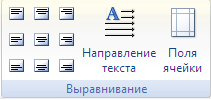 Направление
текста
Поля
ячейки
Выравнивание